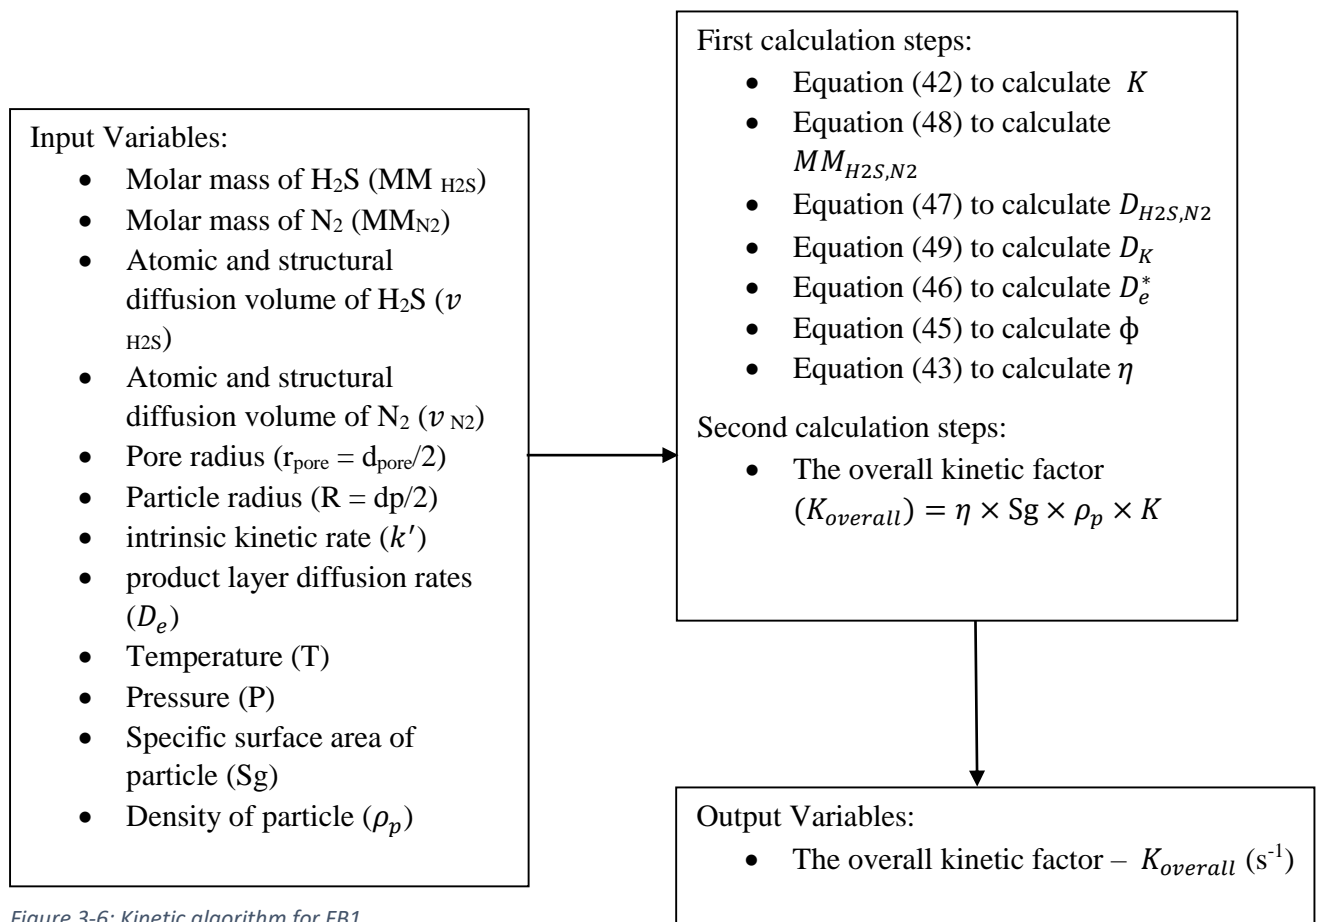 Input Variables:
• Molar mass of H₂S (MM H2S)
• Molar mass of N₂ (MMN2)
• Atomic and structural
diffusion volume of H₂S (𝑣
H2S)
• Atomic and structural
diffusion volume of N₂ (𝑣 N2)
• Pore radius (rpore = dpore/2)
• Particle radius (R = dp/2)
• intrinsic kinetic rate (𝑘′)
• product layer diffusion rates
(𝐷𝑒)
• Temperature (T)
• Pressure (P)
• Specific surface area of
particle (Sg)
• Density of particle (𝜌𝑝)
First calculation steps:
• Equation (42) to calculate 𝐾
• Equation (48) to calculate
𝑀𝑀𝐻2𝑆,𝑁2
• Equation (47) to calculate 𝐷𝐻2𝑆,𝑁2
• Equation (49) to calculate 𝐷𝐾
• Equation (46) to calculate 𝐷𝑒*
• Equation (45) to calculate ϕ
• Equation (43) to calculate 𝜂
Second calculation steps:
• The overall kinetic factor
(𝐾𝑜𝑣𝑒𝑟𝑎𝑙𝑙) = 𝜂 × Sg × 𝜌𝑝 × 𝐾
Output Variables:
• The overall kinetic factor – 𝐾𝑜𝑣𝑒𝑟𝑎𝑙𝑙 (s⁻¹)
Figure 3-6: Kinetic algorithm for FB1